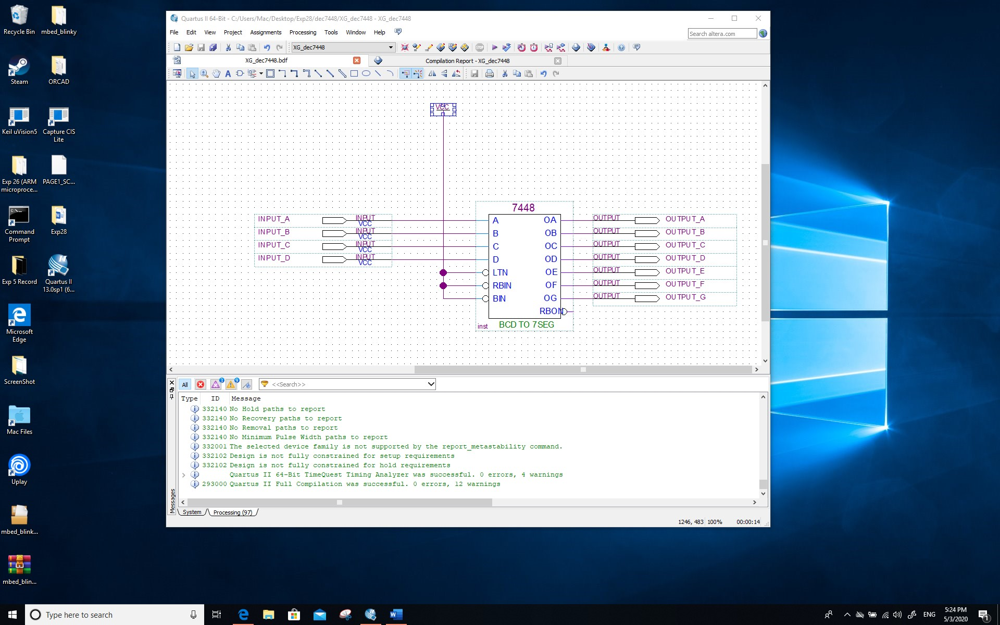 Recycle Bin
mbed_blinky
Steam
ORCAD
Keil uVision5
Capture CIS
Lite
Exp 26 (ARM
microproce...
PAGE1_SC...
Command
Prompt
Exp28
Exp 5 Record
Quartus II
13.0sp1 (6...
Microsoft
Edge
ScreenShot
Mac Files
Uplay
mbed_blink...
mbed_blin...
Quartus II 64-Bit - C:/Users/Mac/Desktop/Exp28/dec7448/XG_dec7448 - XG_dec7448
File Edit View Project Assignments Processing Tools Window Help
Search altera.com
XG_dec7448
STOP
XG_dec7448.bdf
Compilation Report - XG_dec7448
VCC
7448
INPUT_A INPUT VCC A OA OUTPUT OUTPUT_A
INPUT_B INPUT VCC B OB OUTPUT OUTPUT_B
INPUT_C INPUT VCC C OC OUTPUT OUTPUT_C
INPUT_D INPUT VCC D OD OUTPUT OUTPUT_D
LTN OE OUTPUT OUTPUT_E
RBIN OF OUTPUT OUTPUT_F
BIN OG OUTPUT OUTPUT_G
RBON
inst BCD TO 7SEG
All 3 9 <<Search>>
Type ID Message
332140 No Hold paths to report
332140 No Recovery paths to report
332140 No Removal paths to report
332140 No Minimum Pulse Width paths to report
332001 The selected device family is not supported by the report_metastability command.
332102 Design is not fully constrained for setup requirements
332102 Design is not fully constrained for hold requirements
Quartus II 64-Bit TimeQuest Timing Analyzer was successful. 0 errors, 4 warnings
293000 Quartus II Full Compilation was successful. 0 errors, 12 warnings
Messages
System Processing (97)
1246, 483 100% 00:00:14
Type here to search
ENG
5:24 PM
5/3/2020
1